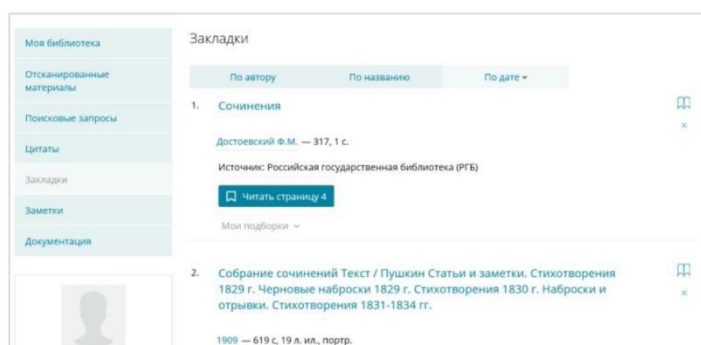 Моя библиотека
Отсканированные
материалы
Поисковые запросы
Цитаты
Закладки
Заметки
Документация
Закладки
По автору По названию По дате
1. Сочинения
Достоевский Ф.М. — 317, 1 с.
Источник: Российская государственная библиотека (РГБ)
Читать страницу 4
Мои подборки
2. Собрание сочинений Текст / Пушкин Статьи и заметки. Стихотворения
1829 г. Черновые наброски 1829 г. Стихотворения 1830 г. Наброски и
отрывки. Стихотворения 1831-1834 гг.
1909 — 619 с, 19 л. ил., портр.